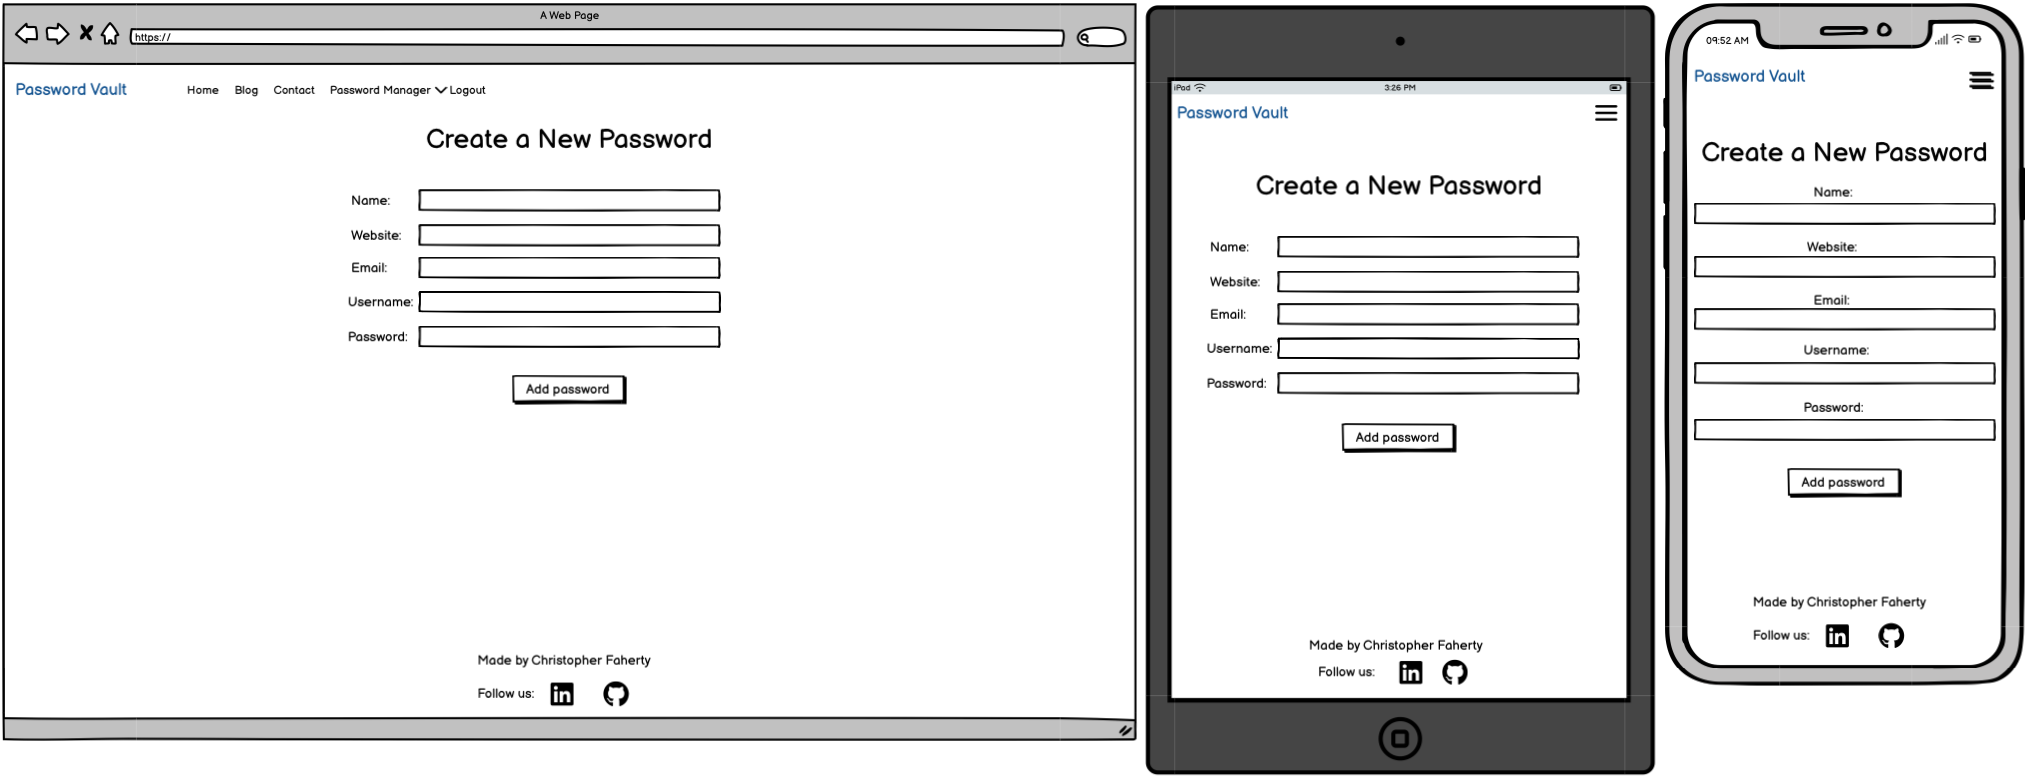 A Web Page
https://
Password Vault Home Blog Contact Password Manager Logout
Create a New Password
Name:
Website:
Email:
Username:
Password:
Add password
Made by Christopher Faherty
Follow us: in
iPad 3:26 PM
Password Vault
Create a New Password
Name:
Website:
Email:
Username:
Password:
Add password
Made by Christopher Faherty
Follow us: in
09:52 AM
Password Vault
Create a New Password
Name:
Website:
Email:
Username:
Password:
Add password
Made by Christopher Faherty
Follow us: in